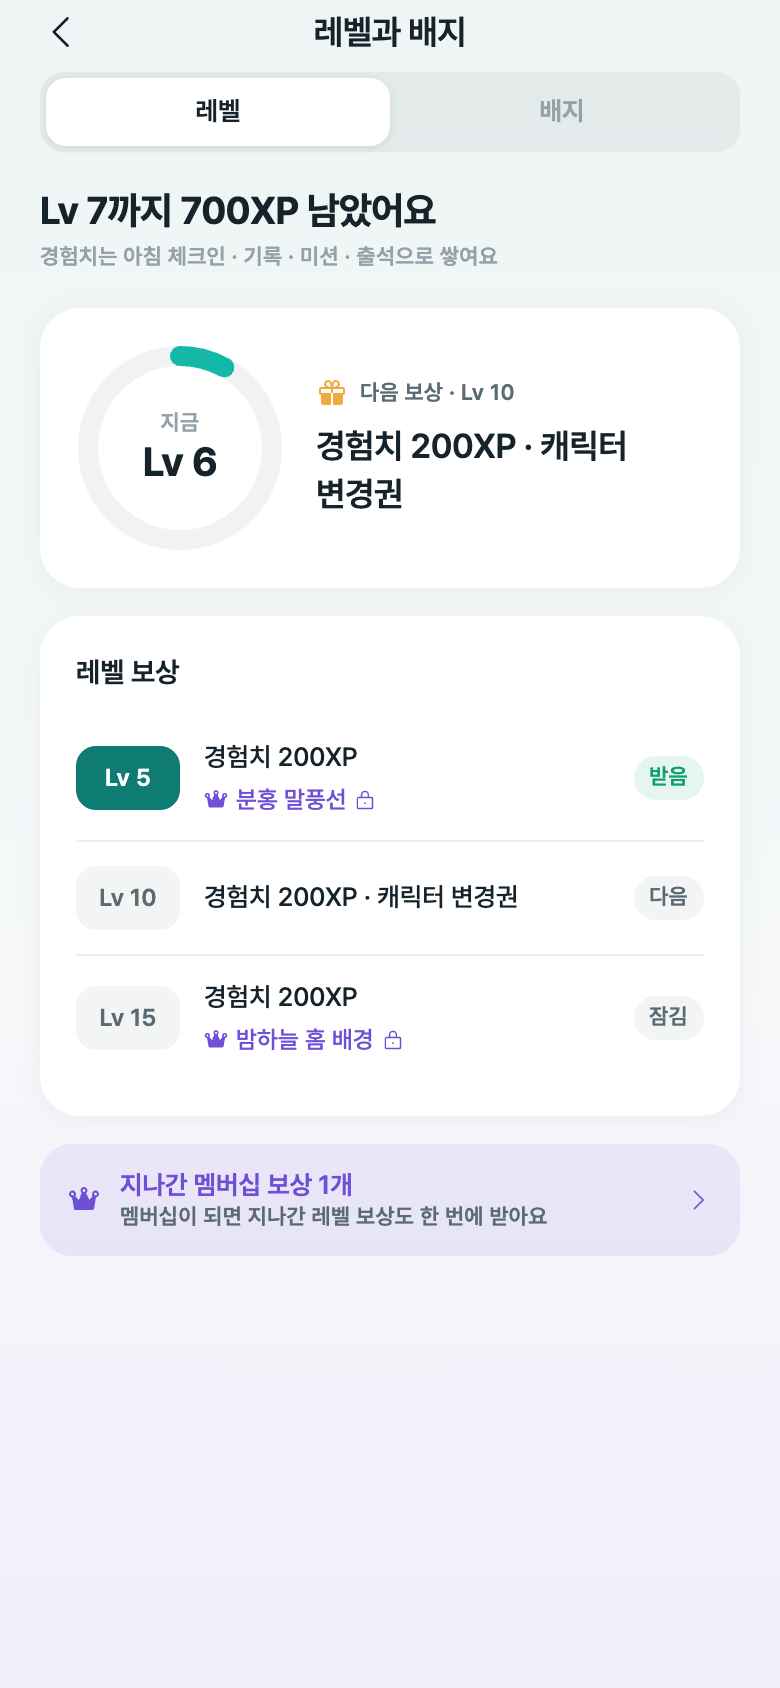 레벨과 배지
레벨
배지
Lv 7까지 700XP 남았어요
경험치는 아침 체크인 · 기록 · 미션 · 출석으로 쌓여요
지금
Lv 6
다음 보상 · Lv 10
경험치 200XP · 캐릭터
변경권
레벨 보상
Lv 5
경험치 200XP
분홍 말풍선
받음
Lv 10
경험치 200XP · 캐릭터 변경권
다음
Lv 15
경험치 200XP
밤하늘 홈 배경
잠김
지나간 멤버십 보상 1개
멤버십이 되면 지나간 레벨 보상도 한 번에 받아요